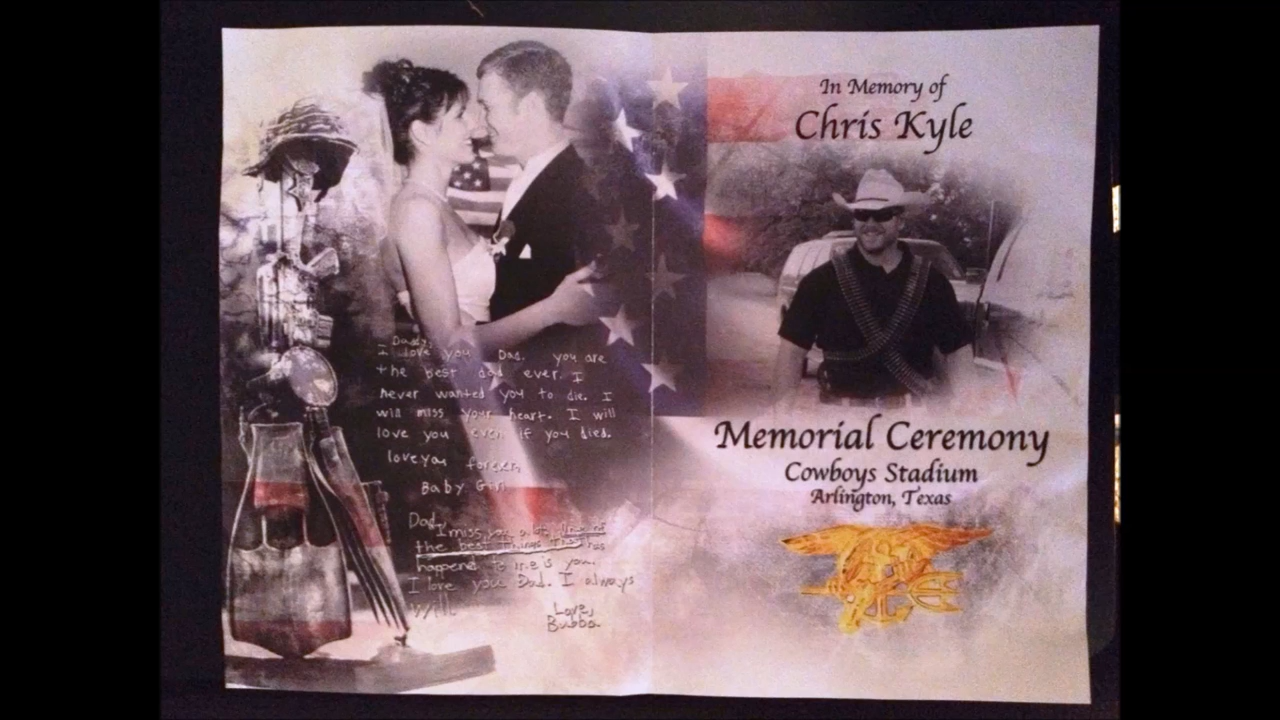 Daddy,
I love you Dad. you are
the best dad ever. I
never wanted you to die. I
will miss your heart. I will
love you even if you died.
love you forever,
Baby Girl
Dad,
I miss you a lot. One of
the best things that has
happend to me is you.
I love you Dad. I always
Will.
Love,
Bubba
In Memory of
Chris Kyle
Memorial Ceremony
Cowboys Stadium
Arlington, Texas